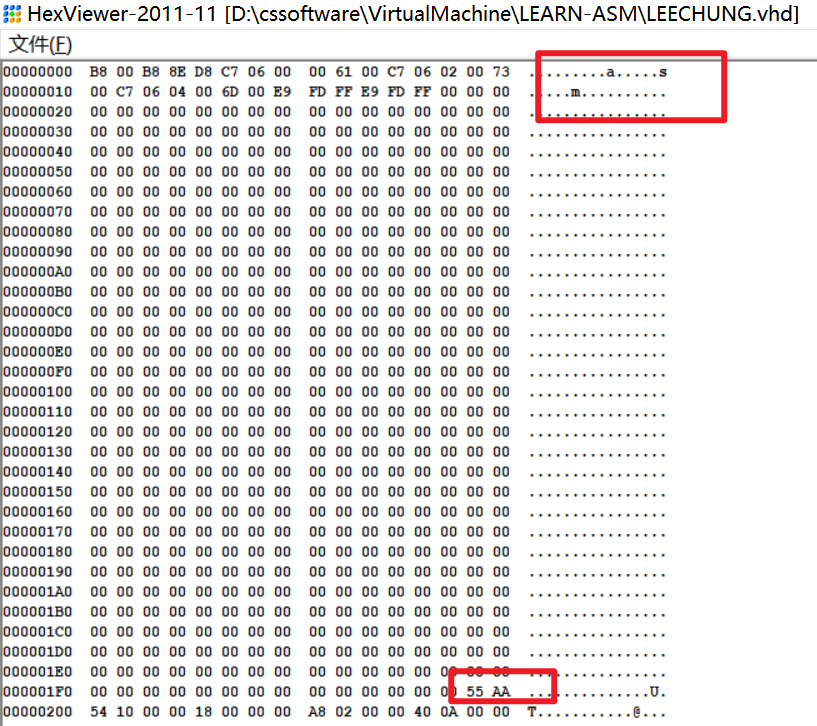 HexViewer-2011-11 [D:\cssoftware\VirtualMachine\LEARN-ASM\LEECHUNG.vhd]
文件(F)
00000000 B8 00 B8 8E D8 C7 06 00 00 61 00 C7 06 02 00 73 .........a.....s
00000010 00 C7 06 04 00 6D 00 E9 FD FF E9 FD FF 00 00 00 .....m..........
00000020 00 00 00 00 00 00 00 00 00 00 00 00 00 00 00 00 ................
00000030 00 00 00 00 00 00 00 00 00 00 00 00 00 00 00 00 ................
00000040 00 00 00 00 00 00 00 00 00 00 00 00 00 00 00 00 ................
00000050 00 00 00 00 00 00 00 00 00 00 00 00 00 00 00 00 ................
00000060 00 00 00 00 00 00 00 00 00 00 00 00 00 00 00 00 ................
00000070 00 00 00 00 00 00 00 00 00 00 00 00 00 00 00 00 ................
00000080 00 00 00 00 00 00 00 00 00 00 00 00 00 00 00 00 ................
00000090 00 00 00 00 00 00 00 00 00 00 00 00 00 00 00 00 ................
000000A0 00 00 00 00 00 00 00 00 00 00 00 00 00 00 00 00 ................
000000B0 00 00 00 00 00 00 00 00 00 00 00 00 00 00 00 00 ................
000000C0 00 00 00 00 00 00 00 00 00 00 00 00 00 00 00 00 ................
000000D0 00 00 00 00 00 00 00 00 00 00 00 00 00 00 00 00 ................
000000E0 00 00 00 00 00 00 00 00 00 00 00 00 00 00 00 00 ................
000000F0 00 00 00 00 00 00 00 00 00 00 00 00 00 00 00 00 ................
00000100 00 00 00 00 00 00 00 00 00 00 00 00 00 00 00 00 ................
00000110 00 00 00 00 00 00 00 00 00 00 00 00 00 00 00 00 ................
00000120 00 00 00 00 00 00 00 00 00 00 00 00 00 00 00 00 ................
00000130 00 00 00 00 00 00 00 00 00 00 00 00 00 00 00 00 ................
00000140 00 00 00 00 00 00 00 00 00 00 00 00 00 00 00 00 ................
00000150 00 00 00 00 00 00 00 00 00 00 00 00 00 00 00 00 ................
00000160 00 00 00 00 00 00 00 00 00 00 00 00 00 00 00 00 ................
00000170 00 00 00 00 00 00 00 00 00 00 00 00 00 00 00 00 ................
00000180 00 00 00 00 00 00 00 00 00 00 00 00 00 00 00 00 ................
00000190 00 00 00 00 00 00 00 00 00 00 00 00 00 00 00 00 ................
000001A0 00 00 00 00 00 00 00 00 00 00 00 00 00 00 00 00 ................
000001B0 00 00 00 00 00 00 00 00 00 00 00 00 00 00 00 00 ................
000001C0 00 00 00 00 00 00 00 00 00 00 00 00 00 00 00 00 ................
000001D0 00 00 00 00 00 00 00 00 00 00 00 00 00 00 00 00 ................
000001E0 00 00 00 00 00 00 00 00 00 00 00 00 00 00 00 00 ................
000001F0 00 00 00 00 00 00 00 00 00 00 00 00 00 00 55 AA ..............U.
00000200 54 10 00 00 18 00 00 00 A8 02 00 00 40 0A 00 00 T...........@...